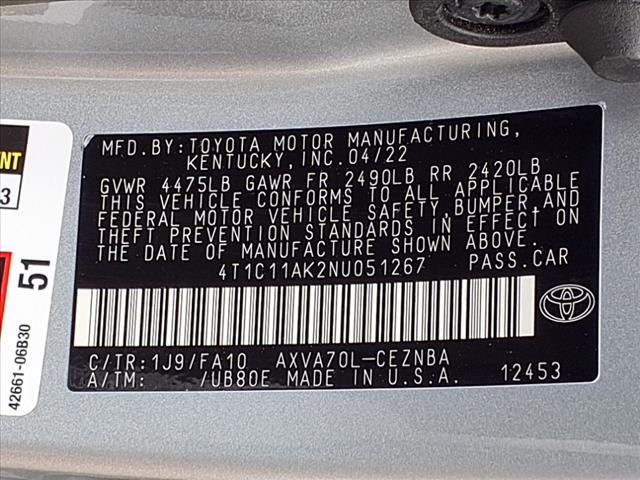 MFD.BY: TOYOTA MOTOR MANUFACTURING,
KENTUCKY, INC. 04/22
GVWR 4475LB GAWR FR 2490LB RR 2420LB
THIS VEHICLE CONFORMS TO ALL APPLICABLE
FEDERAL MOTOR VEHICLE SAFETY,BUMPER,AND
THEFT PREVENTION STANDARDS IN EFFECT ON
THE DATE OF MANUFACTURE SHOWN ABOVE.
4T1C11AK2NU051267 PASS.CAR
C/TR:1J9/FA10 AXVA70L-CEZNBA
A/TM: /UB80E MADE IN U.S.A. 12453
51
42661-06B30
3